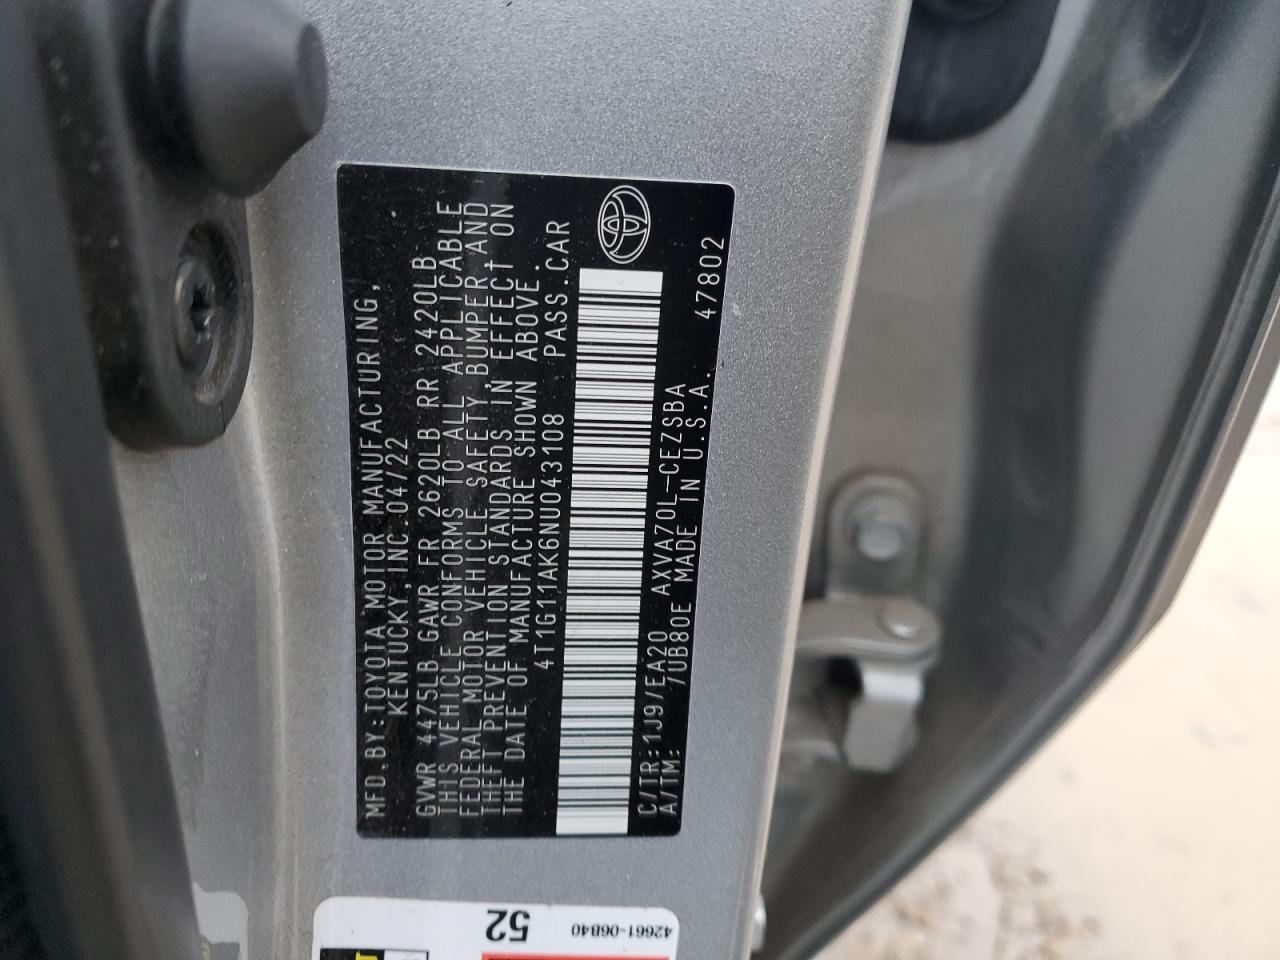 MFD.BY:TOYOTA MOTOR MANUFACTURING,
KENTUCKY, INC. 04/22
GVWR 4475LB GAWR FR 2620LB RR 2420LB
THIS VEHICLE CONFORMS TO ALL APPLICABLE
FEDERAL MOTOR VEHICLE SAFETY,BUMPER,AND
THEFT PREVENTION STANDARDS IN EFFECT ON
THE DATE OF MANUFACTURE SHOWN ABOVE.
4T1G11AK6NU043108 PASS.CAR
C/TR:1J9/EA20 AXVA70L-CEZSBA
A/TM: /UB80E MADE IN U.S.A. 47802
52
42661-06B40